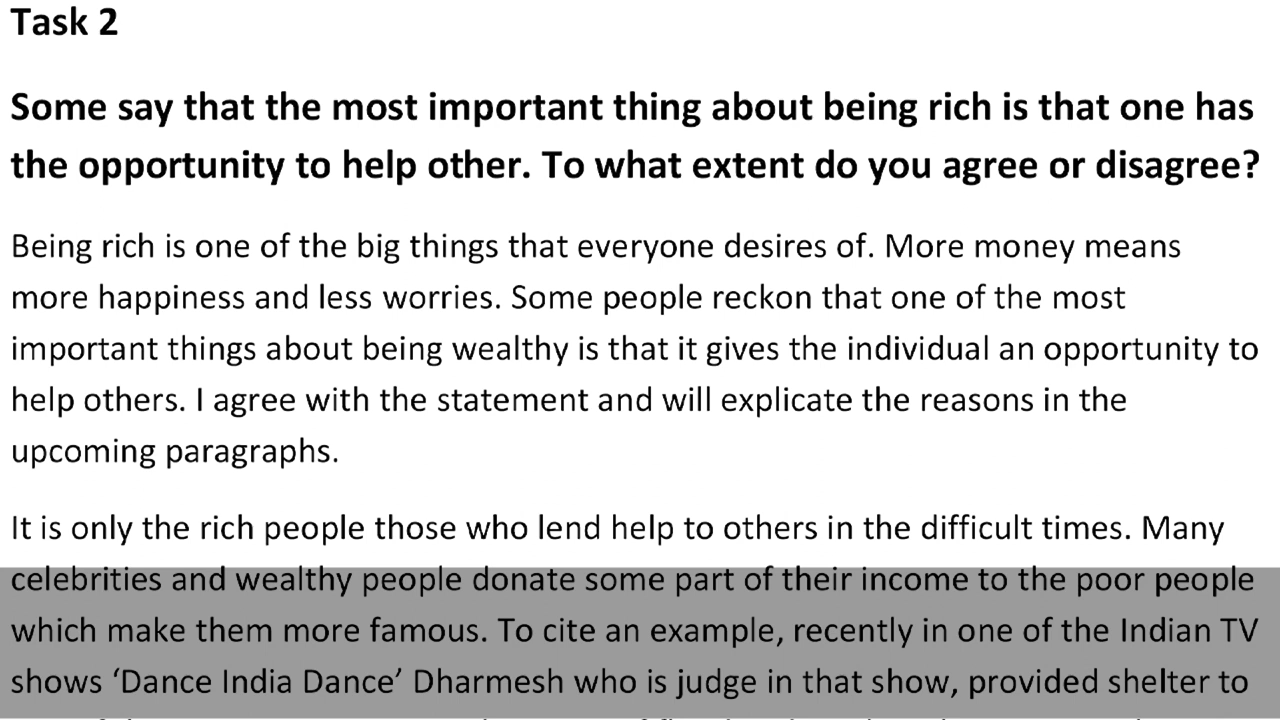 Task 2
Some say that the most important thing about being rich is that one has
the opportunity to help other. To what extent do you agree or disagree?
Being rich is one of the big things that everyone desires of. More money means
more happiness and less worries. Some people reckon that one of the most
important things about being wealthy is that it gives the individual an opportunity to
help others. I agree with the statement and will explicate the reasons in the
upcoming paragraphs.
It is only the rich people those who lend help to others in the difficult times. Many
celebrities and wealthy people donate some part of their income to the poor people
which make them more famous. To cite an example, recently in one of the Indian TV
shows ‘Dance India Dance’ Dharmesh who is judge in that show, provided shelter to